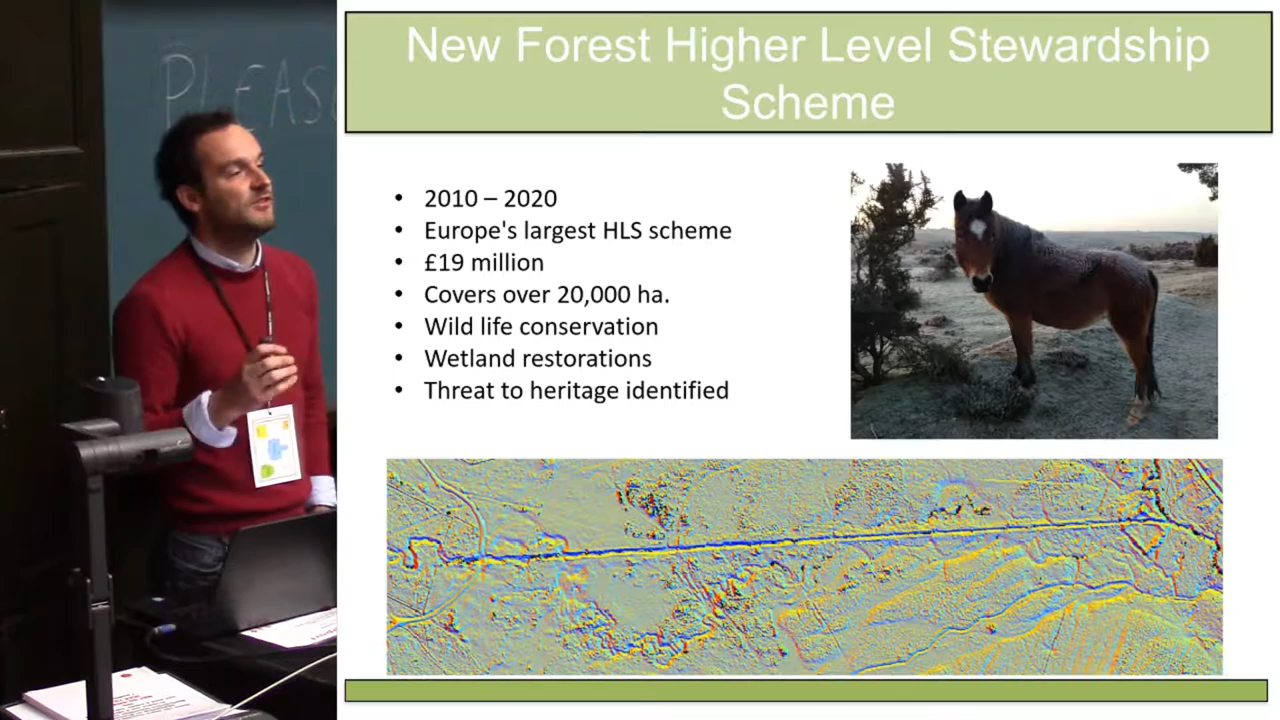 PLEAS
New Forest Higher Level Stewardship
Scheme
• 2010 – 2020
• Europe's largest HLS scheme
• £19 million
• Covers over 20,000 ha.
• Wild life conservation
• Wetland restorations
• Threat to heritage identified